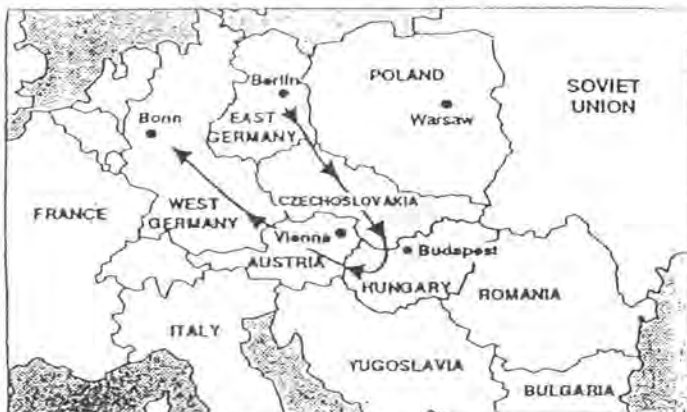 Berlin
POLAND
SOVIET
UNION
Bonn
EAST
GERMANY
Warsaw
FRANCE
WEST
GERMANY
CZECHOSLOVAKIA
Vienna
Budapest
AUSTRIA
HUNGARY
ROMANIA
ITALY
YUGOSLAVIA
BULGARIA